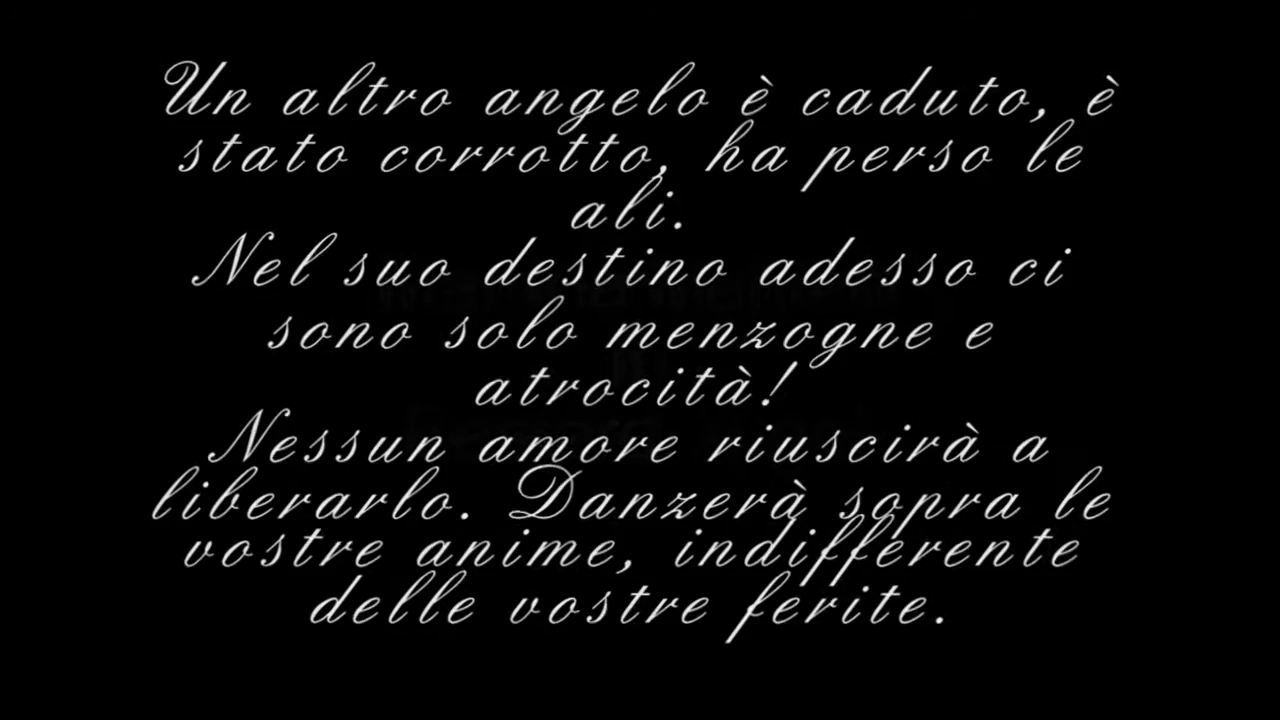 Un altro angelo è caduto, è
stato corrotto, ha perso le
ali.
Nel suo destino adesso ci
sono solo menzogne e
atrocità!
Nessun amore riuscirà a
liberarlo. Danzerà sopra le
vostre anime, indifferente
delle vostre ferite.